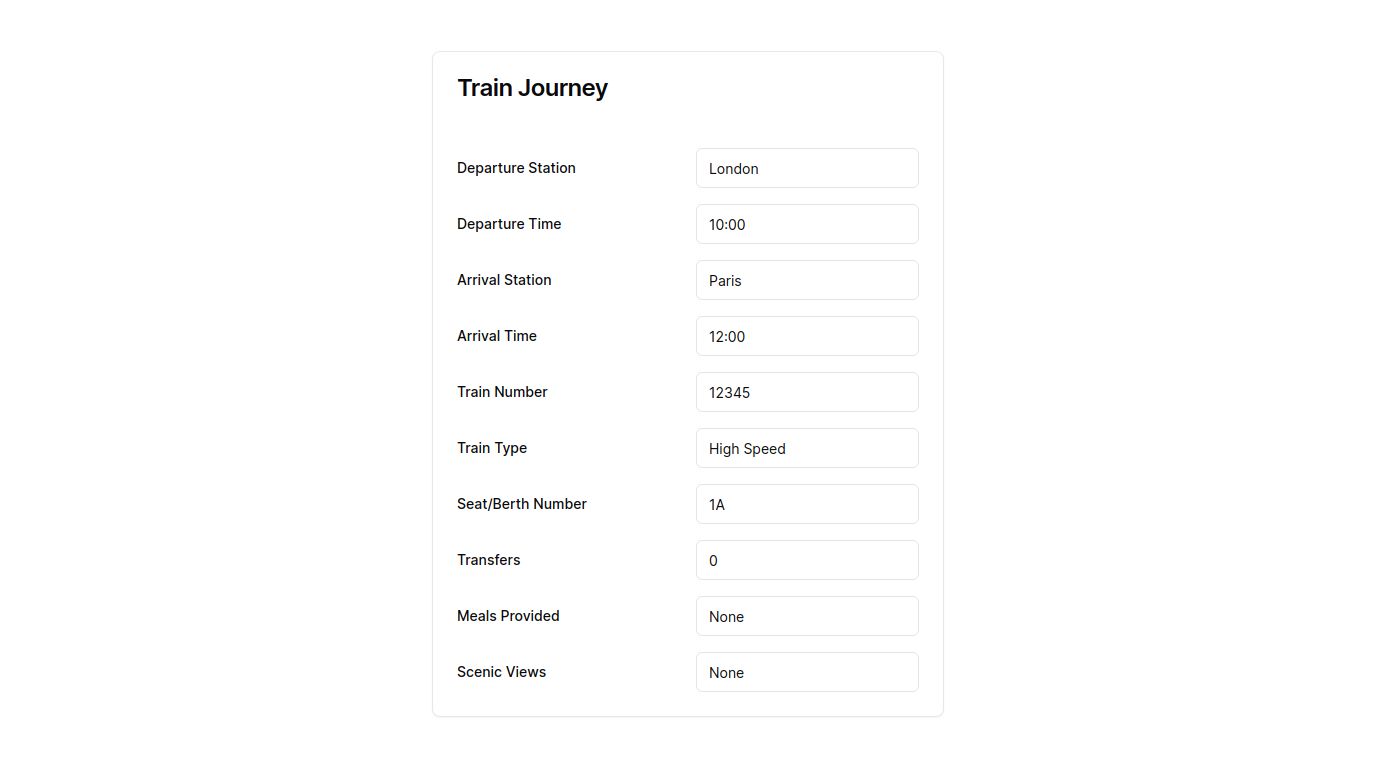 Train Journey
Departure Station London
Departure Time 10:00
Arrival Station Paris
Arrival Time 12:00
Train Number 12345
Train Type High Speed
Seat/Berth Number 1A
Transfers 0
Meals Provided None
Scenic Views None